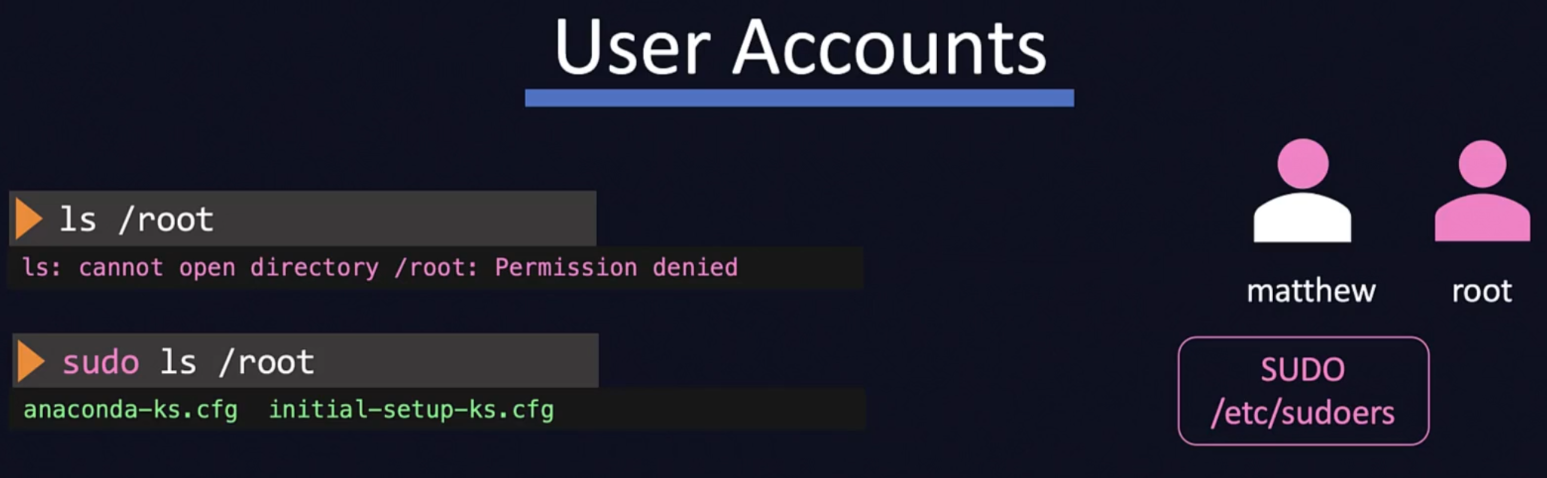 User Accounts
ls /root
ls: cannot open directory /root: Permission denied
sudo ls /root
anaconda-ks.cfg  initial-setup-ks.cfg
matthew
root
SUDO
/etc/sudoers